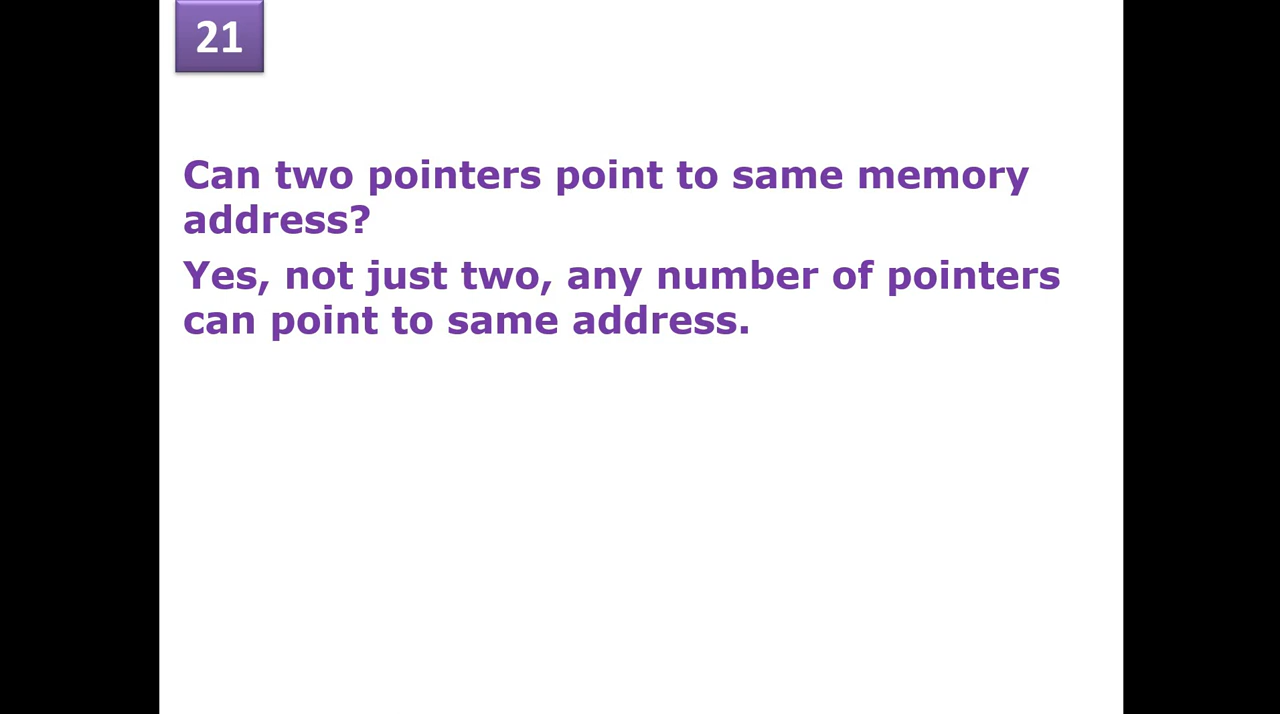 21
Can two pointers point to same memory
address?
Yes, not just two, any number of pointers
can point to same address.